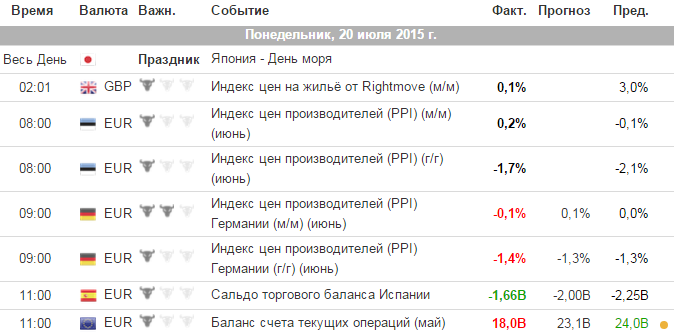 Время Валюта Важн. Событие Факт. Прогноз Пред.
Понедельник, 20 июля 2015 г.
Весь День Праздник Япония - День моря
02:01 GBP Индекс цен на жильё от Rightmove (м/м) 0,1% 3,0%
08:00 EUR Индекс цен производителей (PPI) (м/м) 0,2% -0,1%
(июнь)
08:00 EUR Индекс цен производителей (PPI) (г/г) -1,7% -2,1%
(июнь)
09:00 EUR Индекс цен производителей (PPI) -0,1% 0,1% 0,0%
Германии (м/м) (июнь)
09:00 EUR Индекс цен производителей (PPI) -1,4% -1,3% -1,3%
Германии (г/г) (июнь)
11:00 EUR Сальдо торгового баланса Испании -1,66B -2,00B -2,25B
11:00 EUR Баланс счета текущих операций (май) 18,0B 23,1B 24,0B